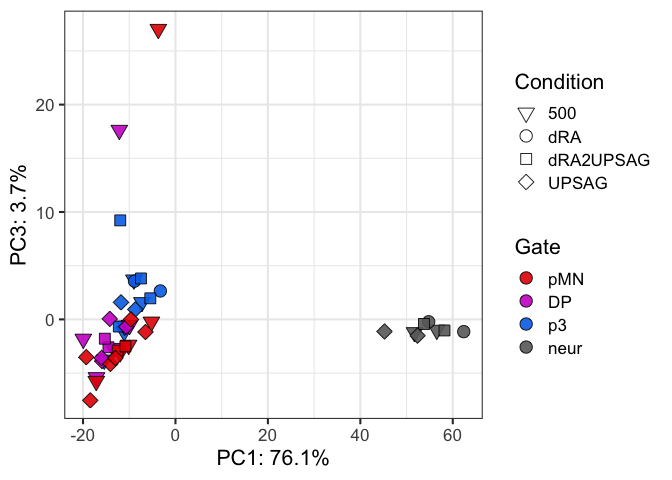 20
10
0
PC3: 3.7%
-20
0
20
40
60
PC1: 76.1%
Condition
500
dRA
dRA2UPSAG
UPSAG
Gate
pMN
DP
p3
neur